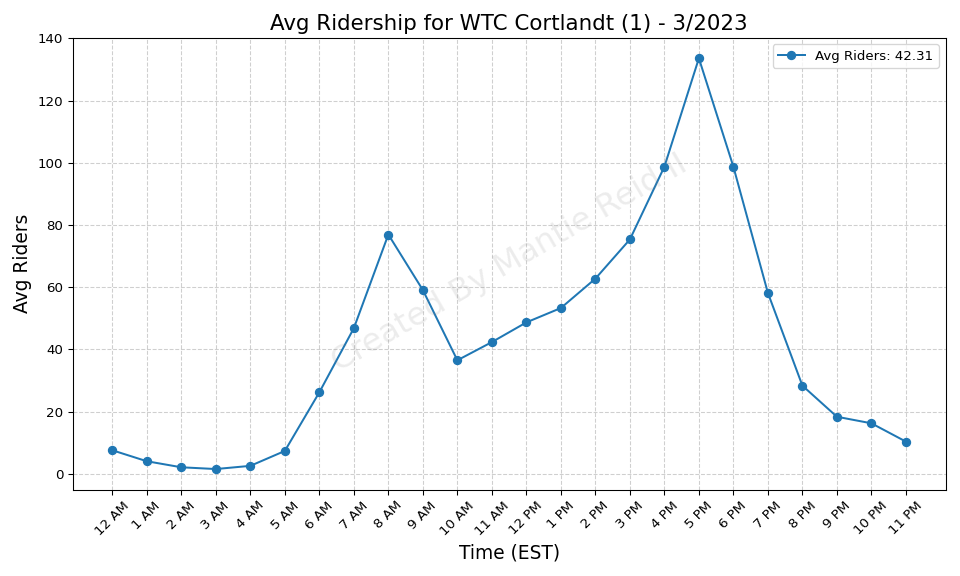 Avg Ridership for WTC Cortlandt (1) - 3/2023
Avg Riders: 42.31
Avg Riders
140
120
100
80
60
40
20
0
12 AM
1 AM
2 AM
3 AM
4 AM
5 AM
6 AM
7 AM
8 AM
9 AM
10 AM
11 AM
12 PM
1 PM
2 PM
3 PM
4 PM
5 PM
6 PM
7 PM
8 PM
9 PM
10 PM
11 PM
Time (EST)
Created By Mantie Reid